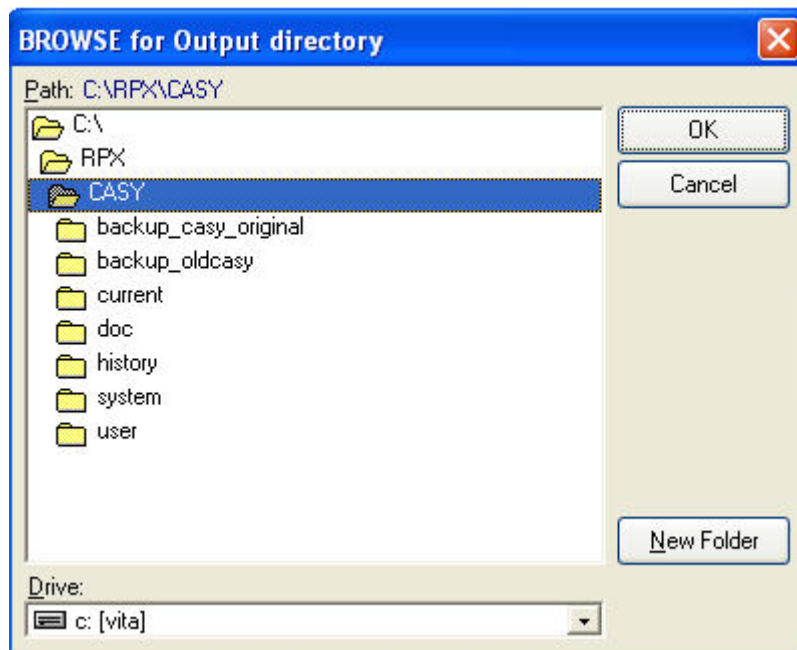 BROWSE for Output directory
Path: C:\RPX\CASY
C:\
RPX
CASY
backup_casy_original
backup_oldcasy
current
doc
history
system
user
OK
Cancel
New Folder
Drive:
c: [vita]